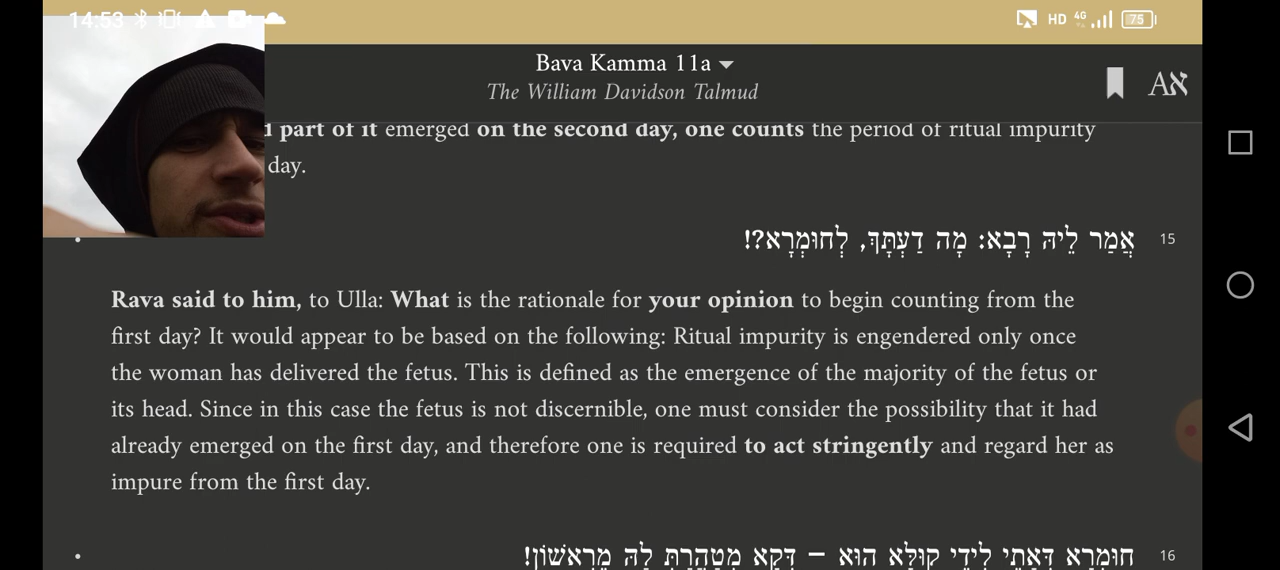 14:53
HD 4G 75
Bava Kamma 11a
The William Davidson Talmud
AA
part of it emerged on the second day, one counts the period of ritual impurity
day.
אֲמַר לֵיהּ רָבָא: מָה דַּעְתָּךְ, לְחוּמְרָא?! 15
Rava said to him, to Ulla: What is the rationale for your opinion to begin counting from the
first day? It would appear to be based on the following: Ritual impurity is engendered only once
the woman has delivered the fetus. This is defined as the emergence of the majority of the fetus or
its head. Since in this case the fetus is not discernible, one must consider the possibility that it had
already emerged on the first day, and therefore one is required to act stringently and regard her as
impure from the first day.
חוּמְרָא דְּאָתֵי לִידֵי קוּלָּא הוּא – דְּקָא מְטַהֲרַתְּ לַהּ מֵרִאשׁוֹן! 16